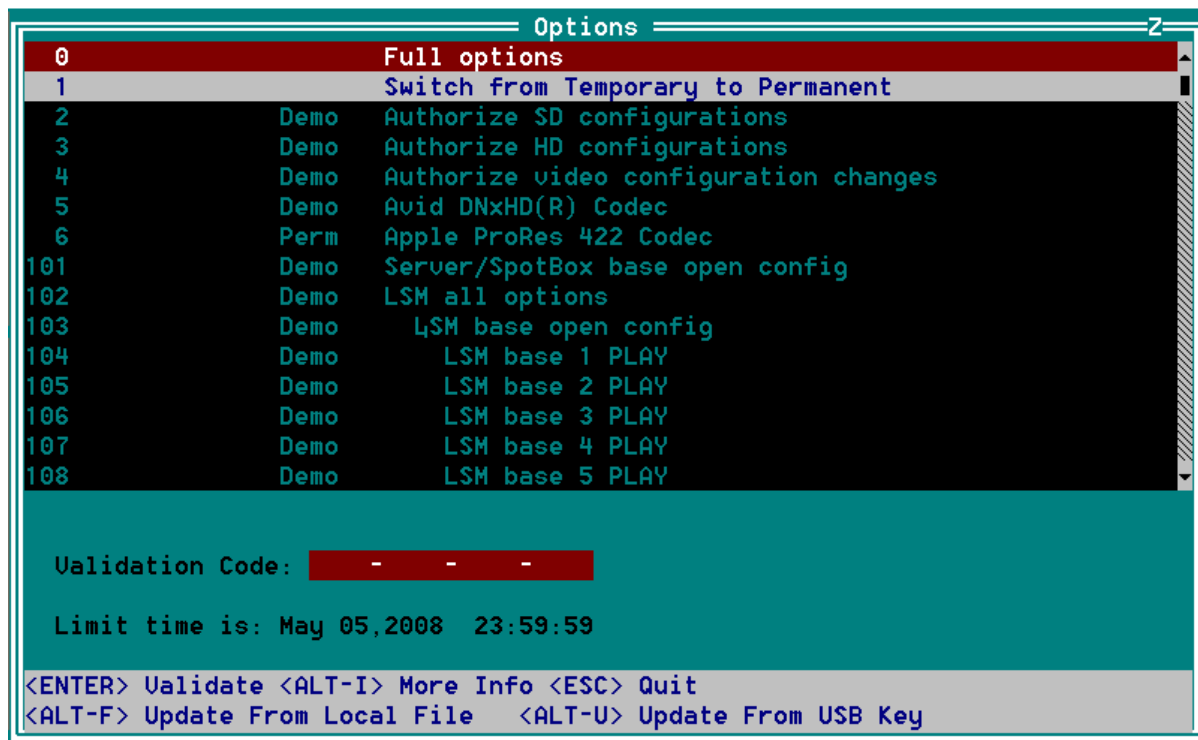 Options Z
0 Full options
1 Switch from Temporary to Permanent
2 Demo Authorize SD configurations
3 Demo Authorize HD configurations
4 Demo Authorize video configuration changes
5 Demo Avid DNxHD(R) Codec
6 Perm Apple ProRes 422 Codec
101 Demo Server/SpotBox base open config
102 Demo LSM all options
103 Demo LSM base open config
104 Demo LSM base 1 PLAY
105 Demo LSM base 2 PLAY
106 Demo LSM base 3 PLAY
107 Demo LSM base 4 PLAY
108 Demo LSM base 5 PLAY
Validation Code: - - -
Limit time is: May 05,2008 23:59:59
<ENTER> Validate <ALT-I> More Info <ESC> Quit
<ALT-F> Update From Local File <ALT-U> Update From USB Key